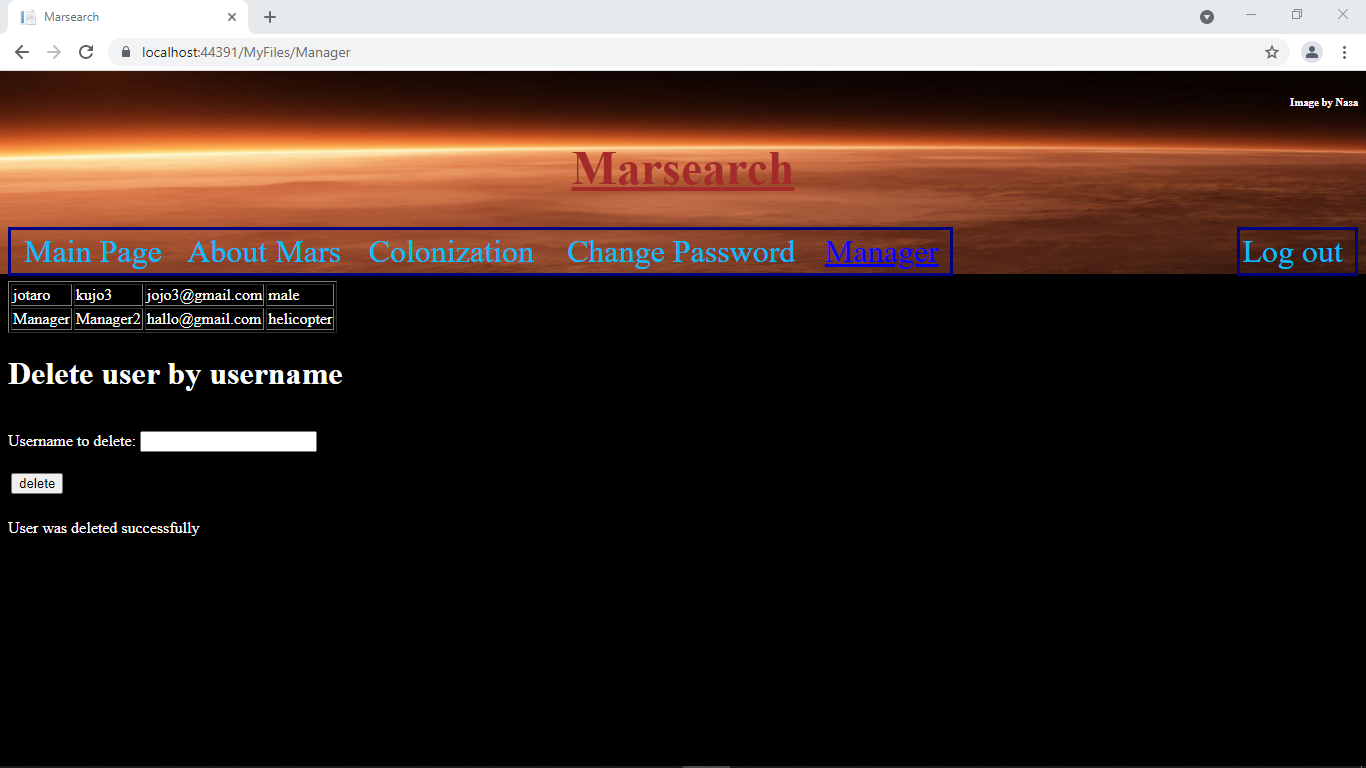 Marsearch
localhost:44391/MyFiles/Manager
Image by Nasa
Marsearch
Main Page About Mars Colonization Change Password Manager Log out
jotaro kujo3 jojo3@gmail.com male
Manager Manager2 hallo@gmail.com helicopter
Delete user by username
Username to delete:
delete
User was deleted successfully